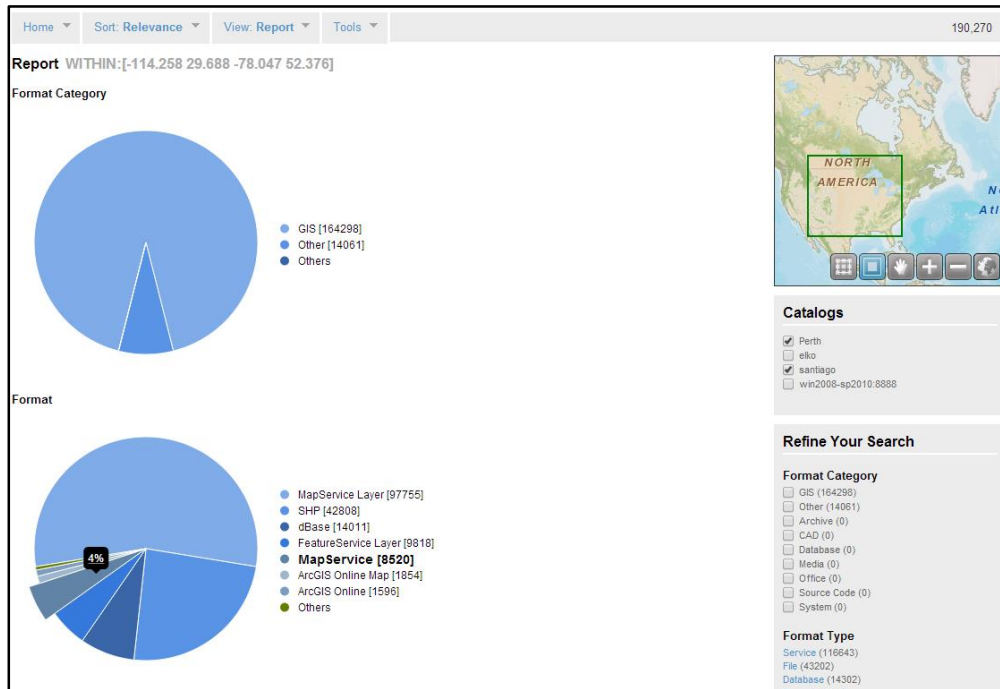 Home Sort: Relevance View: Report Tools 190,270
Report WITHIN:[-114.258 29.688 -78.047 52.376]
Format Category
GIS [164298]
Other [14061]
Others
Format
4%
MapService Layer [97755]
SHP [42808]
dBase [14011]
FeatureService Layer [9818]
MapService [8520]
ArcGIS Online Map [1854]
ArcGIS Online [1596]
Others
NORTH
AMERICA
N
Atl
Catalogs
Perth
elko
santiago
win2008-sp2010:8888
Refine Your Search
Format Category
GIS (164298)
Other (14061)
Archive (0)
CAD (0)
Database (0)
Media (0)
Office (0)
Source Code (0)
System (0)
Format Type
Service (116643)
File (43202)
Database (14302)